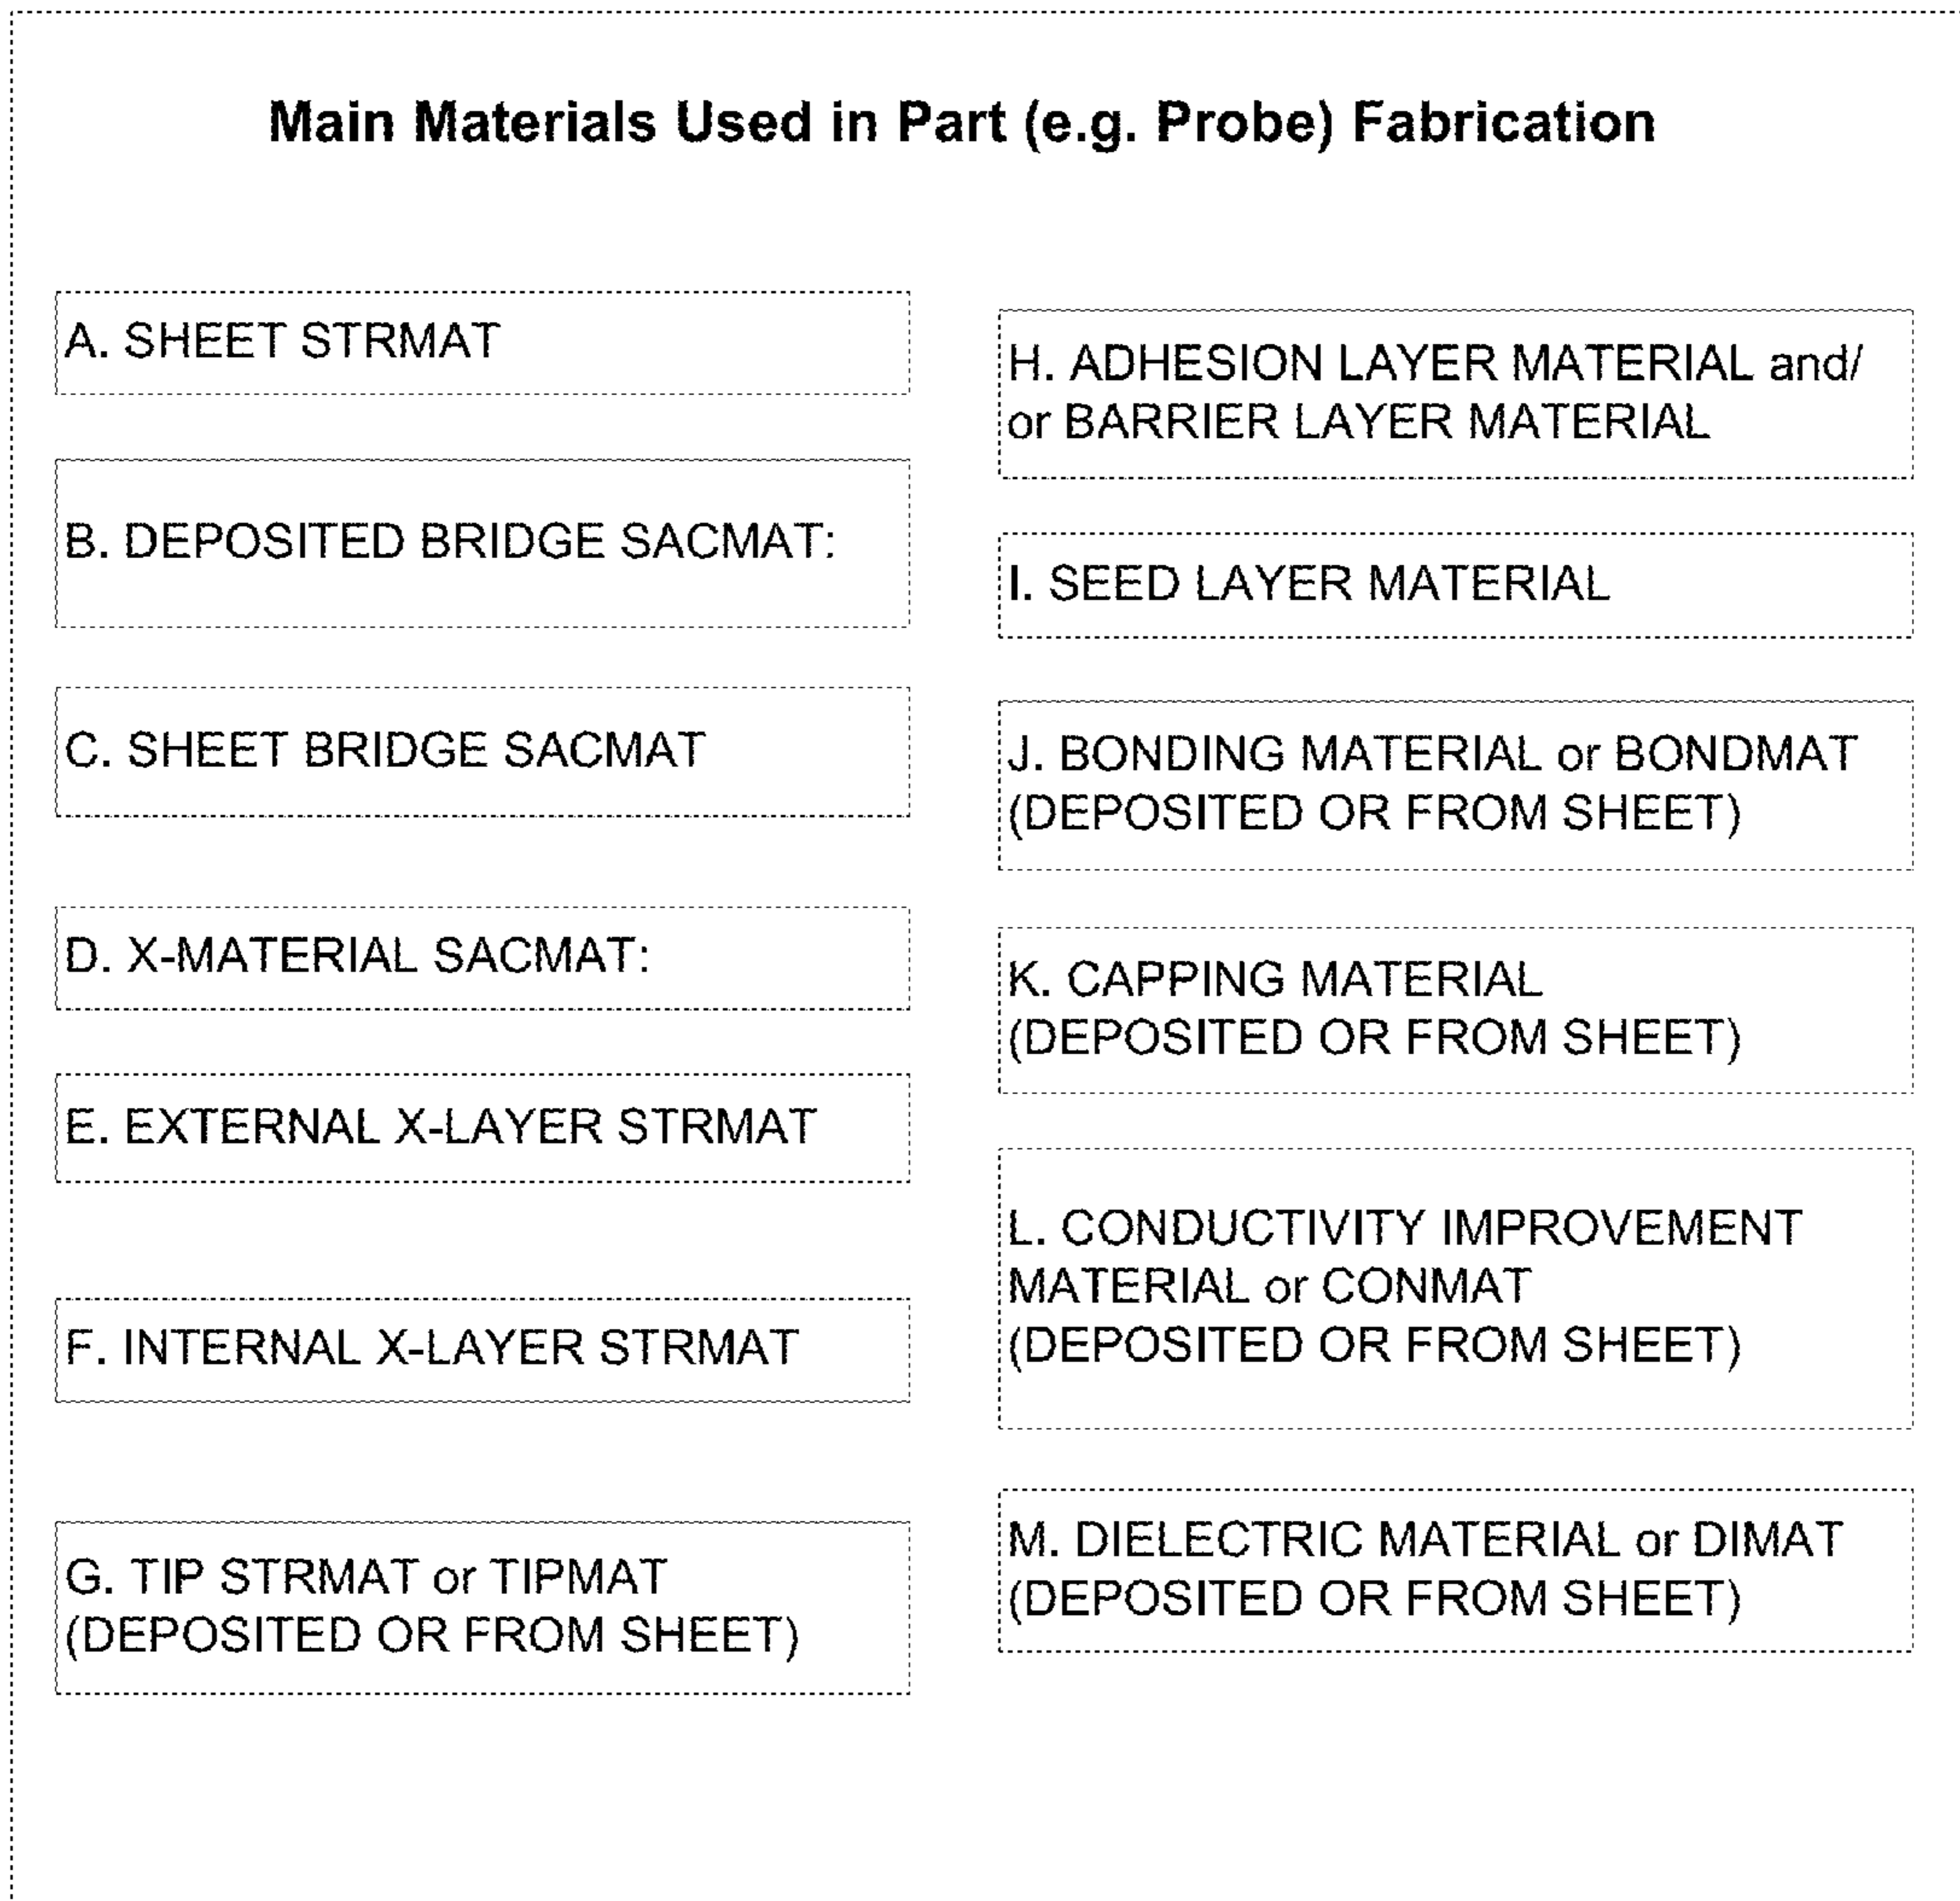 Main Materials Used in Part (e.g. Probe) Fabrication
A. SHEET STRMAT
B. DEPOSITED BRIDGE SACMAT:
C. SHEET BRIDGE SACMAT
D. X-MATERIAL SACMAT:
E. EXTERNAL X-LAYER STRMAT
F. INTERNAL X-LAYER STRMAT
G. TIP STRMAT or TIPMAT
(DEPOSITED OR FROM SHEET)
H. ADHESION LAYER MATERIAL and/
or BARRIER LAYER MATERIAL
I. SEED LAYER MATERIAL
J. BONDING MATERIAL or BONDMAT
(DEPOSITED OR FROM SHEET)
K. CAPPING MATERIAL
(DEPOSITED OR FROM SHEET)
L. CONDUCTIVITY IMPROVEMENT
MATERIAL or CONMAT
(DEPOSITED OR FROM SHEET)
M. DIELECTRIC MATERIAL or DIMAT
(DEPOSITED OR FROM SHEET)